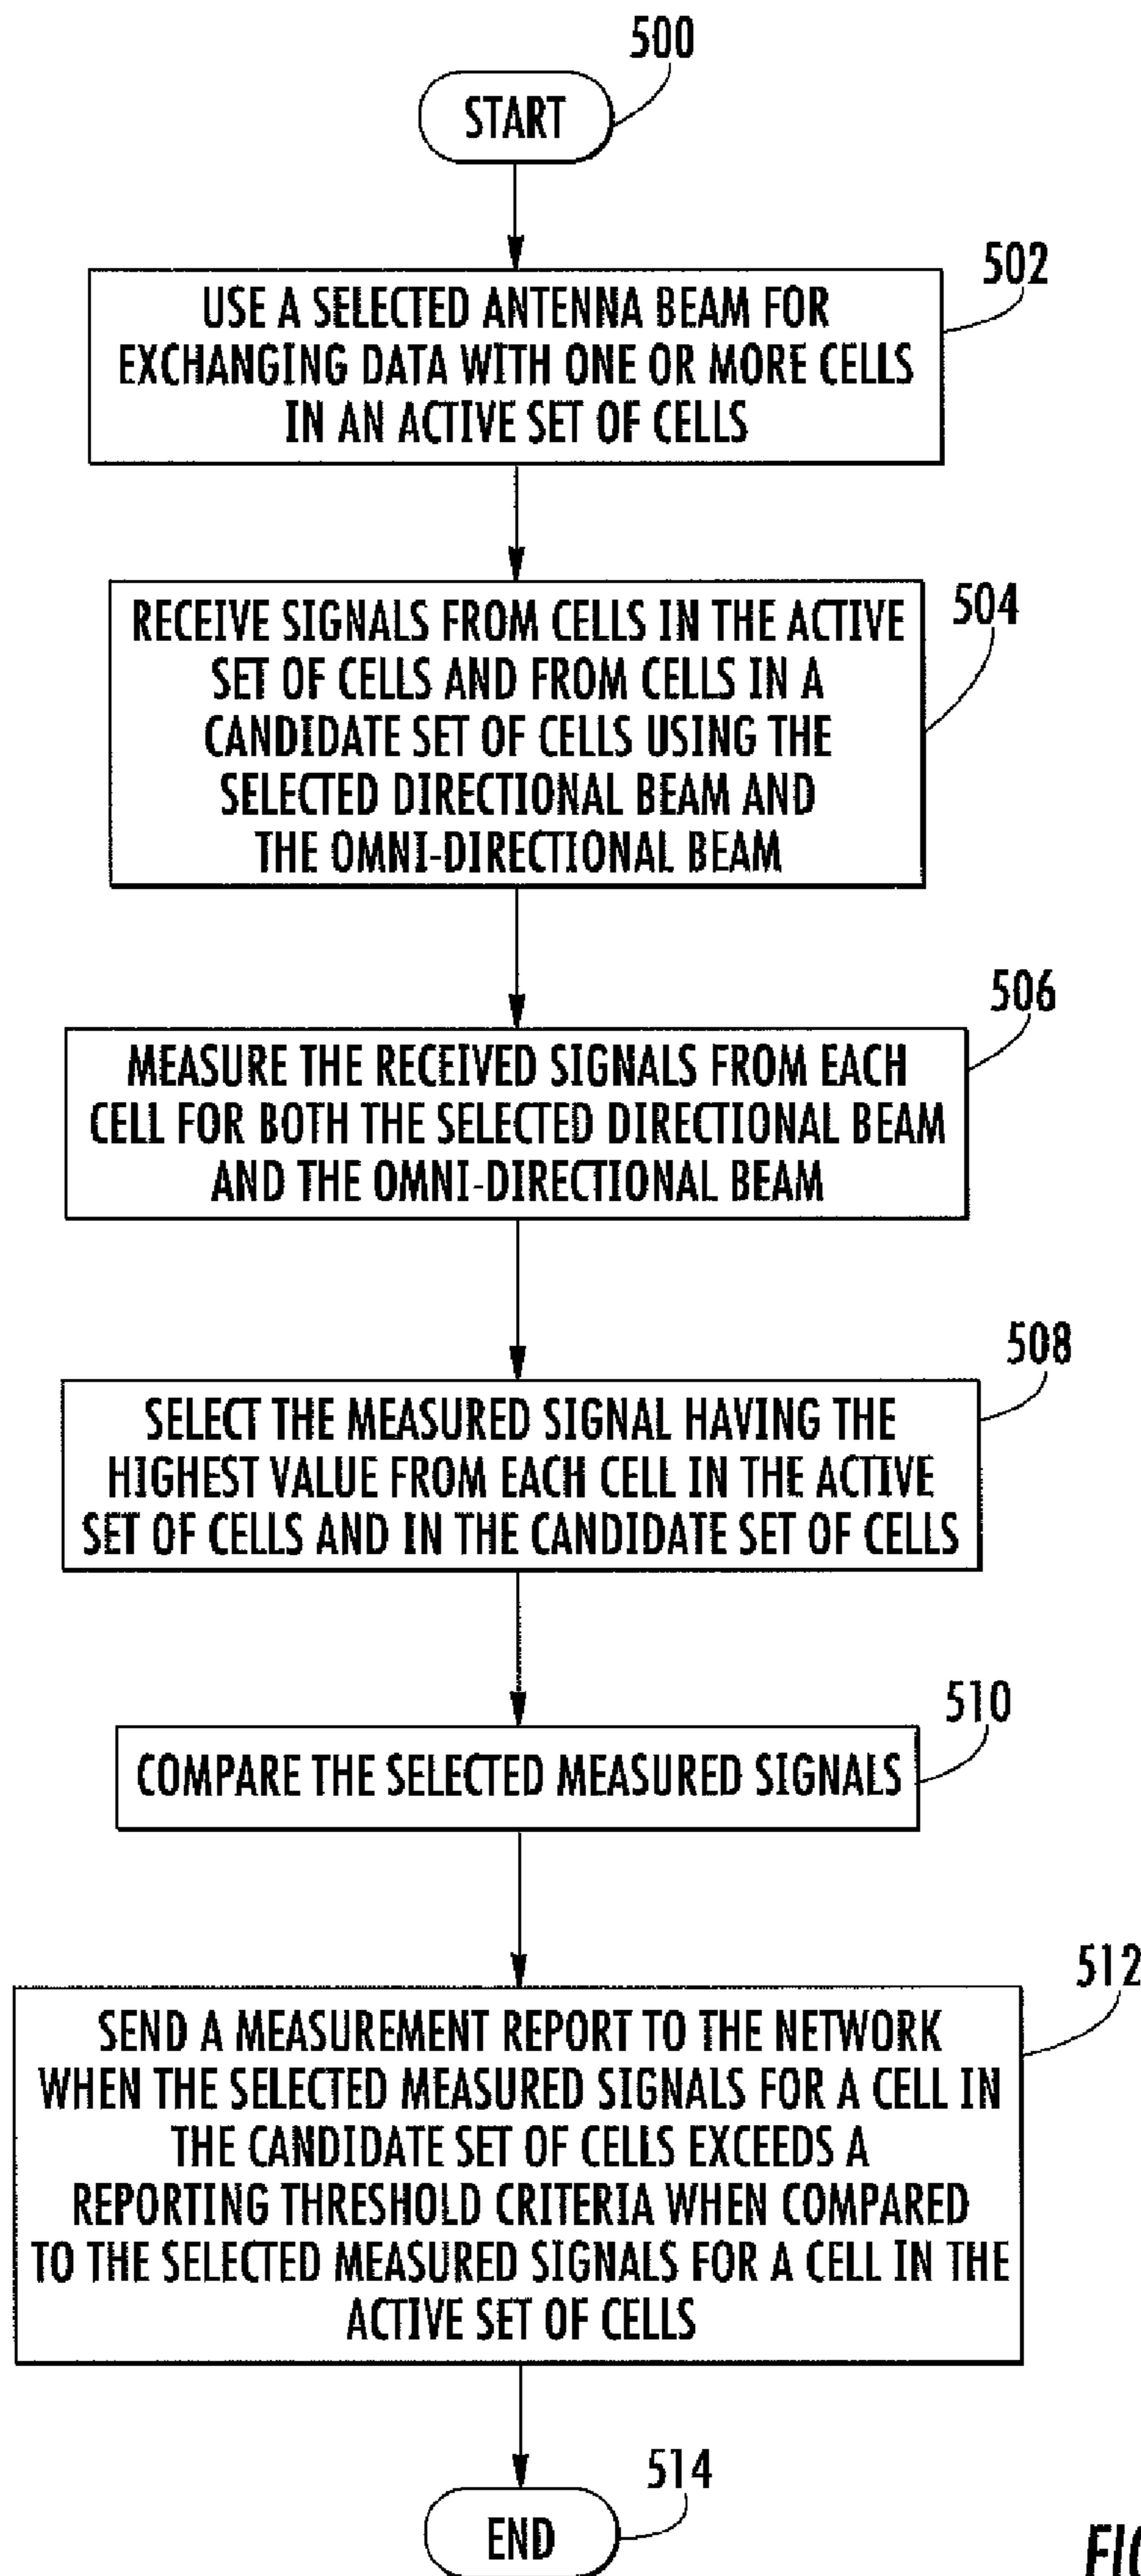 500
START
502
USE A SELECTED ANTENNA BEAM FOR
EXCHANGING DATA WITH ONE OR MORE CELLS
IN AN ACTIVE SET OF CELLS
504
RECEIVE SIGNALS FROM CELLS IN THE ACTIVE
SET OF CELLS AND FROM CELLS IN A
CANDIDATE SET OF CELLS USING THE
SELECTED DIRECTIONAL BEAM AND
THE OMNI-DIRECTIONAL BEAM
506
MEASURE THE RECEIVED SIGNALS FROM EACH
CELL FOR BOTH THE SELECTED DIRECTIONAL BEAM
AND THE OMNI-DIRECTIONAL BEAM
508
SELECT THE MEASURED SIGNAL HAVING THE
HIGHEST VALUE FROM EACH CELL IN THE ACTIVE
SET OF CELLS AND IN THE CANDIDATE SET OF CELLS
510
COMPARE THE SELECTED MEASURED SIGNALS
512
SEND A MEASUREMENT REPORT TO THE NETWORK
WHEN THE SELECTED MEASURED SIGNALS FOR A CELL IN
THE CANDIDATE SET OF CELLS EXCEEDS A
REPORTING THRESHOLD CRITERIA WHEN COMPARED
TO THE SELECTED MEASURED SIGNALS FOR A CELL IN THE
ACTIVE SET OF CELLS
514
END